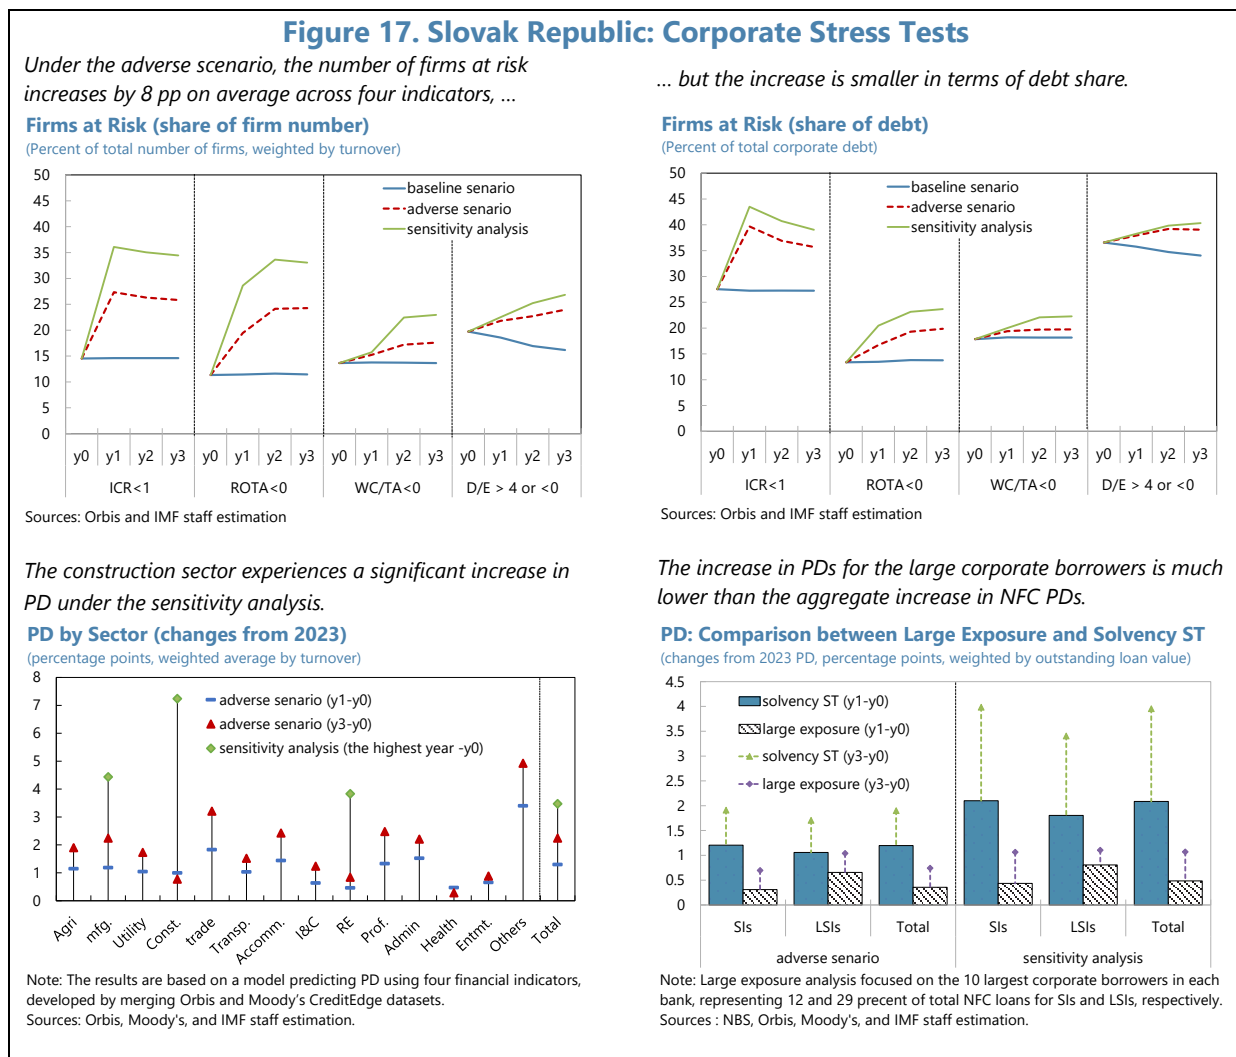 Figure 17. Slovak Republic: Corporate Stress Tests
Under the adverse scenario, the number of firms at risk
increases by 8 pp on average across four indicators, ...
Firms at Risk (share of firm number)
(Percent of total number of firms, weighted by turnover)
50
45
40
35
30
25
20
15
10
5
0
baseline senario
adverse senario
sensitivity analysis
y0 y1 y2 y3 y0 y1 y2 y3 y0 y1 y2 y3 y0 y1 y2 y3
ICR<1 ROTA<0 WC/TA<0 D/E > 4 or <0
Sources: Orbis and IMF staff estimation
... but the increase is smaller in terms of debt share.
Firms at Risk (share of debt)
(Percent of total corporate debt)
50
45
40
35
30
25
20
15
10
5
0
baseline senario
adverse senario
sensitivity analysis
y0 y1 y2 y3 y0 y1 y2 y3 y0 y1 y2 y3 y0 y1 y2 y3
ICR<1 ROTA<0 WC/TA<0 D/E > 4 or <0
Sources: Orbis and IMF staff estimation
The construction sector experiences a significant increase in
PD under the sensitivity analysis.
PD by Sector (changes from 2023)
(percentage points, weighted average by turnover)
8
7
6
5
4
3
2
1
0
adverse senario (y1-y0)
adverse senario (y3-y0)
sensitivity analysis (the highest year -y0)
Agri mfg. Utility Const. trade Transp. Accomm. I&C RE Prof. Admin Health Entmt. Others Total
Note: The results are based on a model predicting PD using four financial indicators,
developed by merging Orbis and Moody's CreditEdge datasets.
Sources: Orbis, Moody's, and IMF staff estimation.
The increase in PDs for the large corporate borrowers is much
lower than the aggregate increase in NFC PDs.
PD: Comparison between Large Exposure and Solvency ST
(changes from 2023 PD, percentage points, weighted by outstanding loan value)
4.5
4
3.5
3
2.5
2
1.5
1
0.5
0
solvency ST (y1-y0)
large exposure (y1-y0)
solvency ST (y3-y0)
large exposure (y3-y0)
SIs LSIs Total SIs LSIs Total
adverse senario sensitivity analysis
Note: Large exposure analysis focused on the 10 largest corporate borrowers in each
bank, representing 12 and 29 precent of total NFC loans for SIs and LSIs, respectively.
Sources : NBS, Orbis, Moody's, and IMF staff estimation.